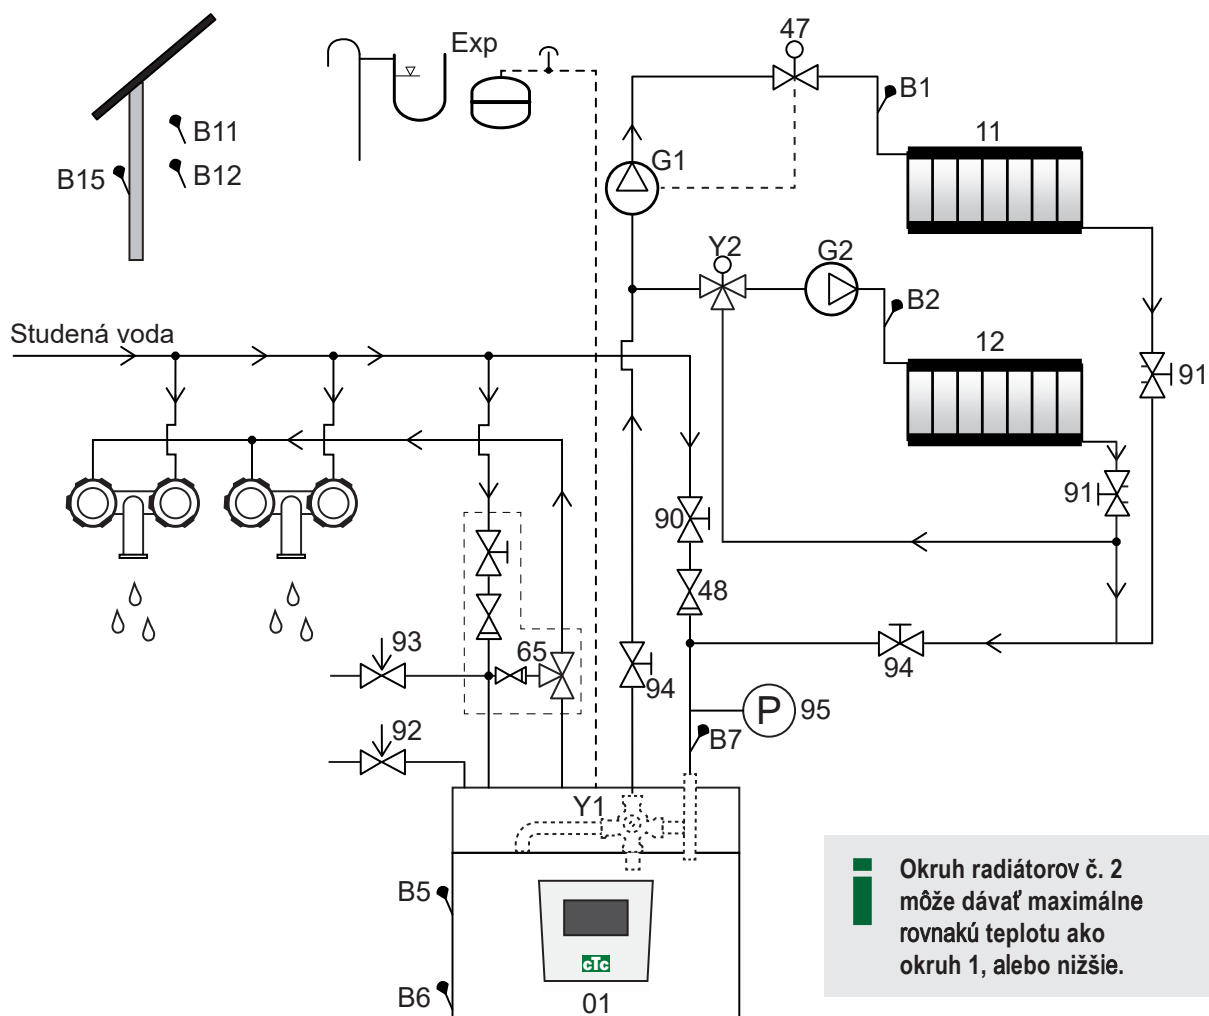 47
Exp
B1
B11
11
G1
B12
B15
Y2
G2
B2
Studená voda
12
91
91
90
48
93
65
94
94
P
95
92
B7
Y1
B5
cTc
B6
01
Okruh radiátorov č. 2
môže dávať maximálne
rovnakú teplotu ako
okruh 1, alebo nižšie.